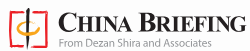 CHINA BRIEFING
From Dezan Shira and Associates